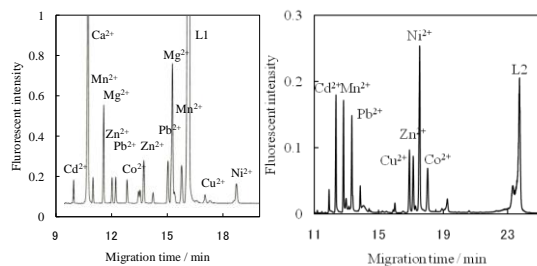 Flurorescent intensity
1
0.8
0.6
0.4
0.2
0
Ca²⁺
L1
Mg²⁺
Mn²⁺
Mg²⁺
Mn²⁺
Zn²⁺
Pb²⁺
Pb²⁺
Zn²⁺
Cd²⁺
Co²⁺
Cu²⁺
Ni²⁺
9 12 15 18
Migration time / min
Fluorescent intensity
0.3
0.2
0.1
0
Ni²⁺
L2
Cd²⁺
Mn²⁺
Pb²⁺
Zn²⁺
Cu²⁺
Co²⁺
11 15 19 23
Migration time / min